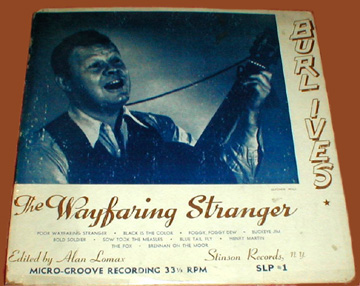 BURL IVES
The Wayfaring Stranger
POOR WAYFARING STRANGER • BLACK IS THE COLOR • FOGGIE, FOGGY DEW • BUCKEYE JIM
BOLD SOLDIER • SOW TOOK THE MEASLES • BLUE TAIL FLY • HENRY MARTIN
THE FOX • BRENNAN ON THE MOOR
Edited by Alan Lomax Stinson Records, N.Y.
MICRO-GROOVE RECORDING 33⅓ RPM SLP #1